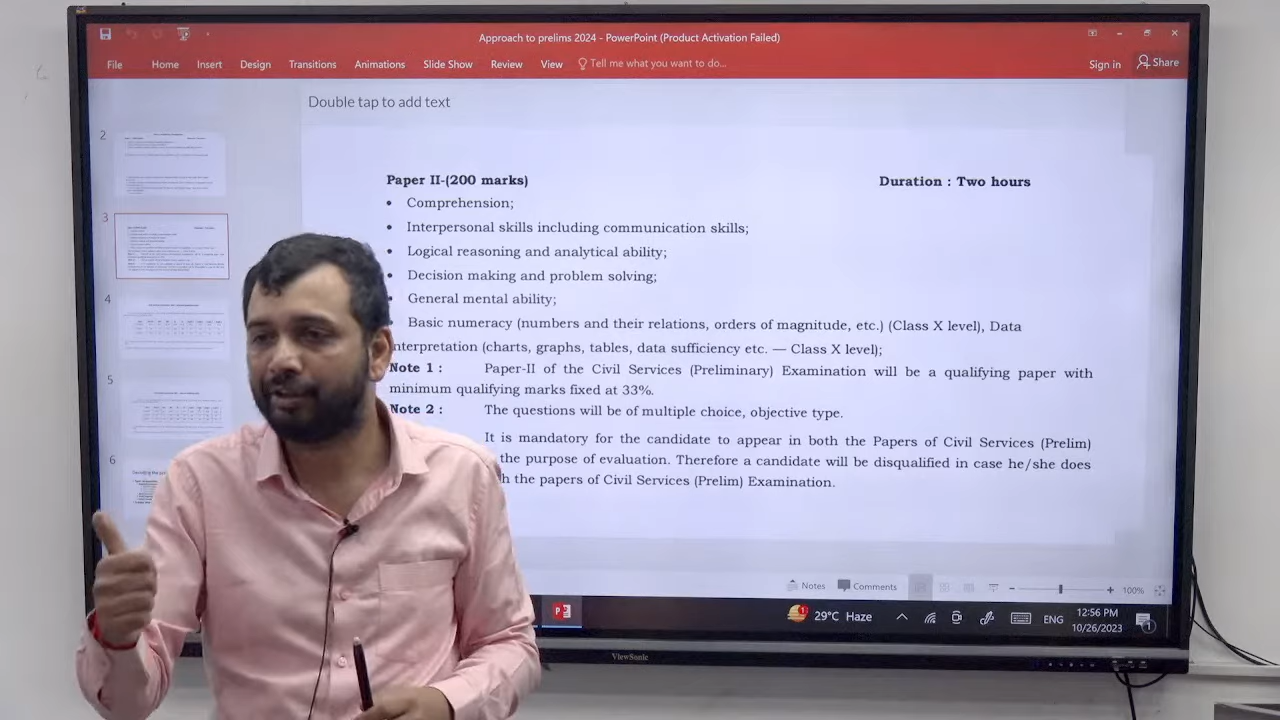 Approach to prelims 2024 - PowerPoint (Product Activation Failed)
File Home Insert Design Transitions Animations Slide Show Review View Tell me what you want to do... Sign in Share
Double tap to add text
2
3
4
5
6
Paper II-(200 marks) Duration : Two hours
• Comprehension;
• Interpersonal skills including communication skills;
• Logical reasoning and analytical ability;
• Decision making and problem solving;
• General mental ability;
• Basic numeracy (numbers and their relations, orders of magnitude, etc.) (Class X level), Data
nterpretation (charts, graphs, tables, data sufficiency etc. — Class X level);
Note 1 : Paper-II of the Civil Services (Preliminary) Examination will be a qualifying paper with
minimum qualifying marks fixed at 33%.
Note 2 : The questions will be of multiple choice, objective type.
It is mandatory for the candidate to appear in both the Papers of Civil Services (Prelim)
the purpose of evaluation. Therefore a candidate will be disqualified in case he/she does
h the papers of Civil Services (Prelim) Examination.
Notes Comments 100%
29°C Haze ENG 12:56 PM
10/26/2023
ViewSonic